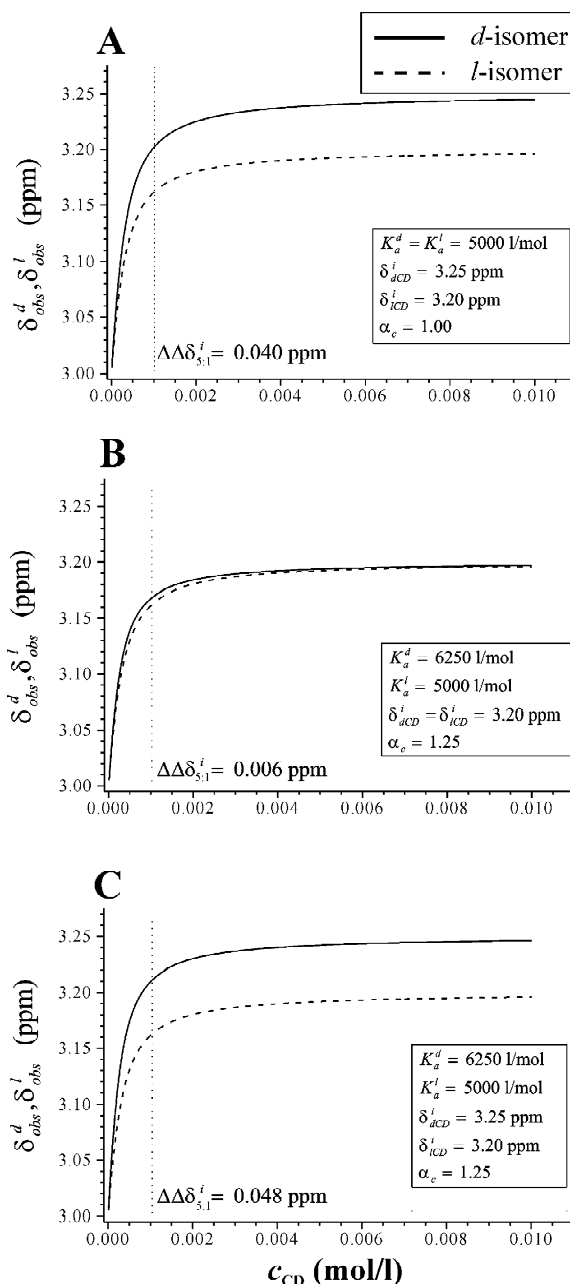 A
d-isomer
l-isomer
δ^d_obs, δ^l_obs (ppm)
3.25
3.20
3.15
3.10
3.05
3.00
K_a^d = K_a^l = 5000 l/mol
δ^i_dCD = 3.25 ppm
δ^i_lCD = 3.20 ppm
α_c = 1.00
ΔΔδ^i_5:1 = 0.040 ppm
0.000 0.002 0.004 0.006 0.008 0.010
B
δ^d_obs, δ^l_obs (ppm)
3.25
3.20
3.15
3.10
3.05
3.00
K_a^d = 6250 l/mol
K_a^l = 5000 l/mol
δ^i_dCD = δ^i_lCD = 3.20 ppm
α_c = 1.25
ΔΔδ^i_5:1 = 0.006 ppm
0.000 0.002 0.004 0.006 0.008 0.010
C
δ^d_obs, δ^l_obs (ppm)
3.25
3.20
3.15
3.10
3.05
3.00
K_a^d = 6250 l/mol
K_a^l = 5000 l/mol
δ^i_dCD = 3.25 ppm
δ^i_lCD = 3.20 ppm
α_c = 1.25
ΔΔδ^i_5:1 = 0.048 ppm
0.000 0.002 0.004 0.006 0.008 0.010
c_CD (mol/l)